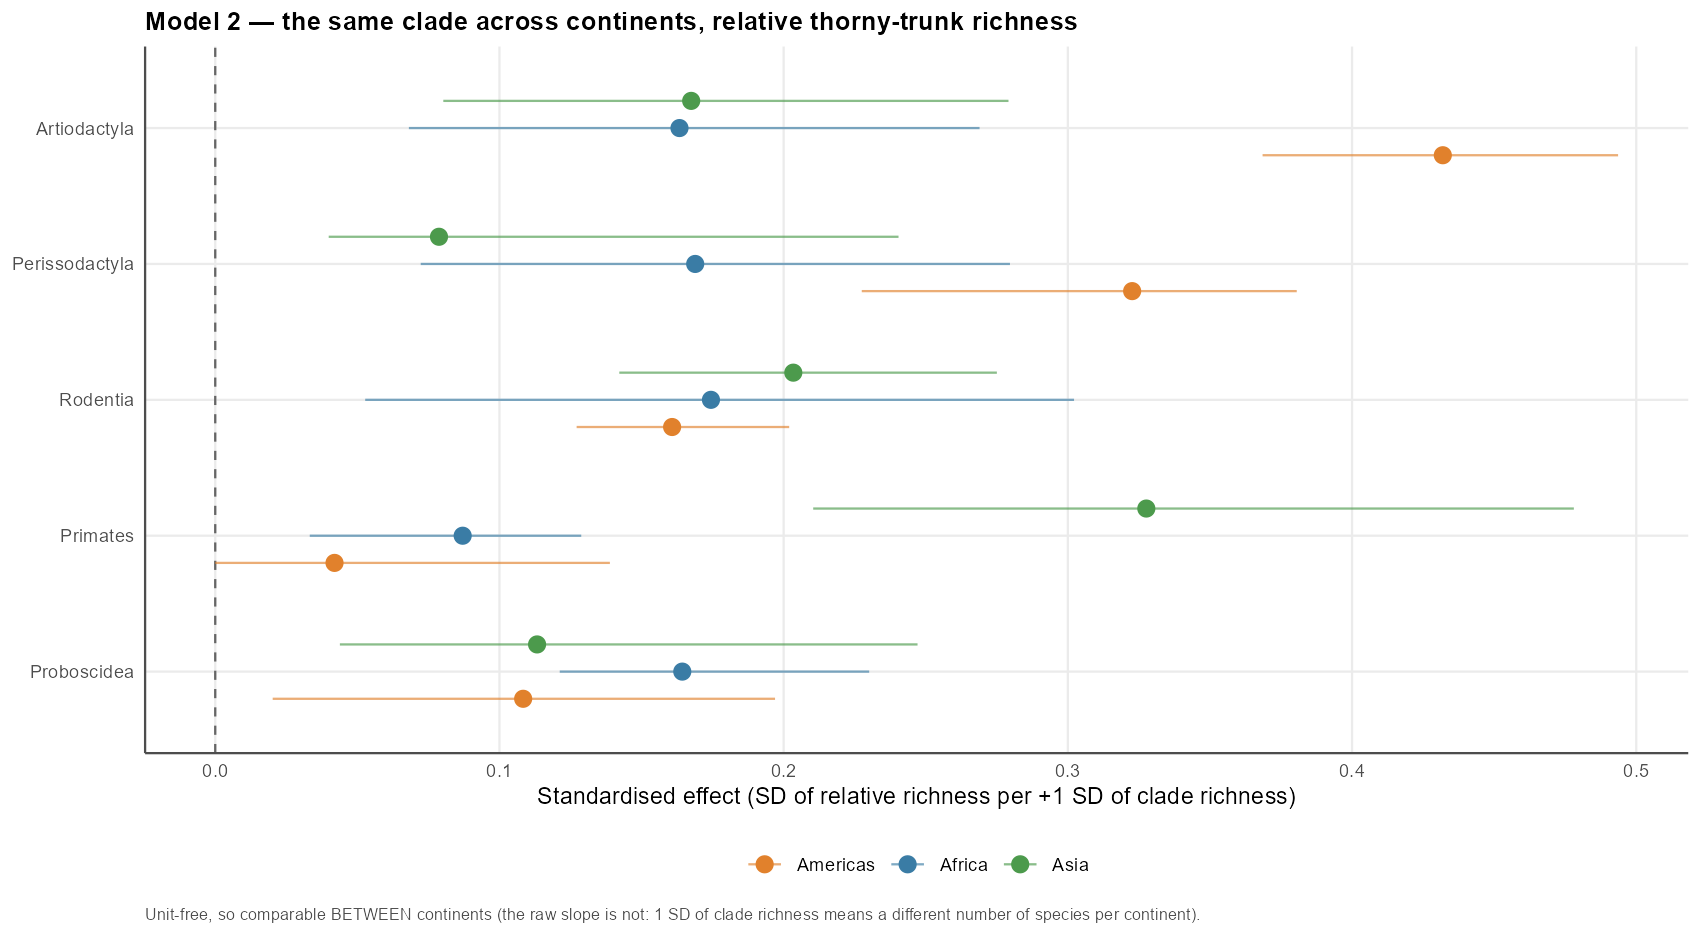 Model 2 — the same clade across continents, relative thorny-trunk richness
Artiodactyla
Perissodactyla
Rodentia
Primates
Proboscidea
0.0 0.1 0.2 0.3 0.4 0.5
Standardised effect (SD of relative richness per +1 SD of clade richness)
Americas Africa Asia
Unit-free, so comparable BETWEEN continents (the raw slope is not: 1 SD of clade richness means a different number of species per continent).